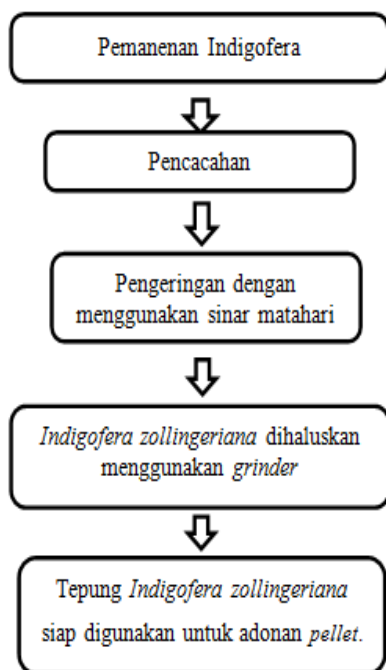 Pemanenan Indigofera
Pencacahan
Pengeringan dengan
menggunakan sinar matahari
Indigofera zollingeriana dihaluskan
menggunakan grinder
Tepung Indigofera zollingeriana
siap digunakan untuk adonan pellet.